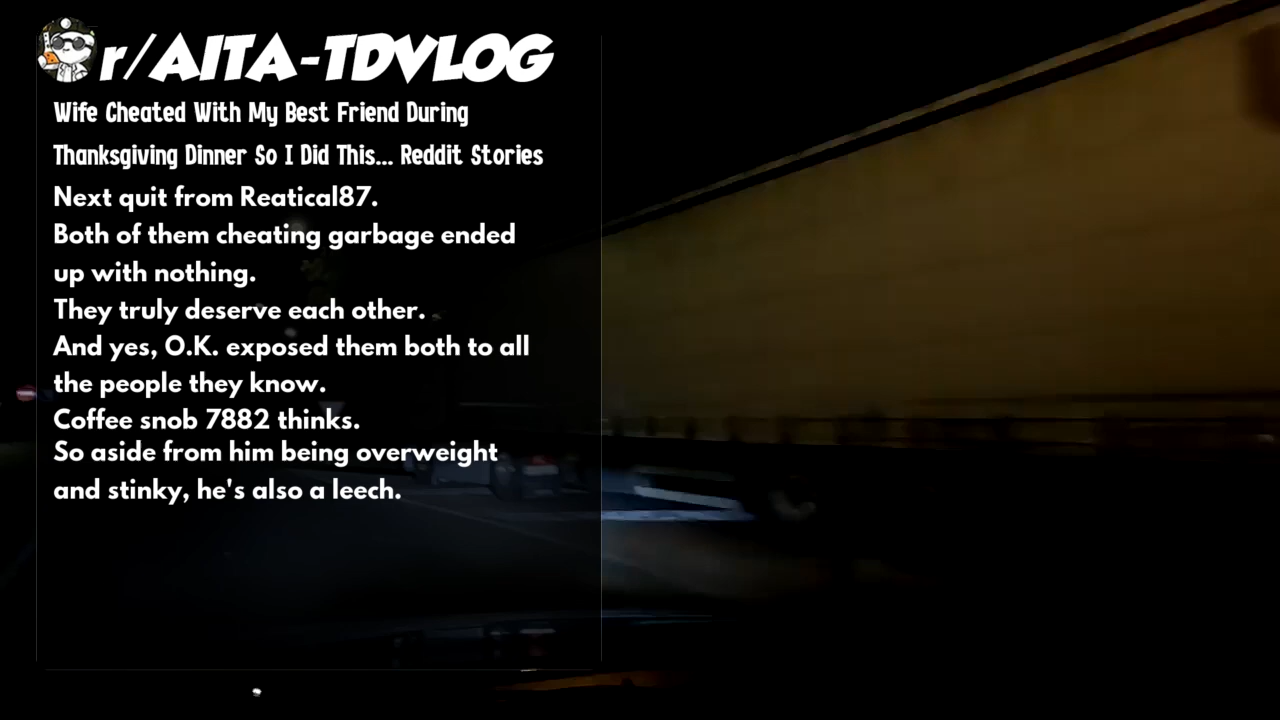 r/AITA-TDVLOG
Wife Cheated With My Best Friend During
Thanksgiving Dinner So I Did This... Reddit Stories
Next quit from Reatical87.
Both of them cheating garbage ended
up with nothing.
They truly deserve each other.
And yes, O.K. exposed them both to all
the people they know.
Coffee snob 7882 thinks.
So aside from him being overweight
and stinky, he's also a leech.